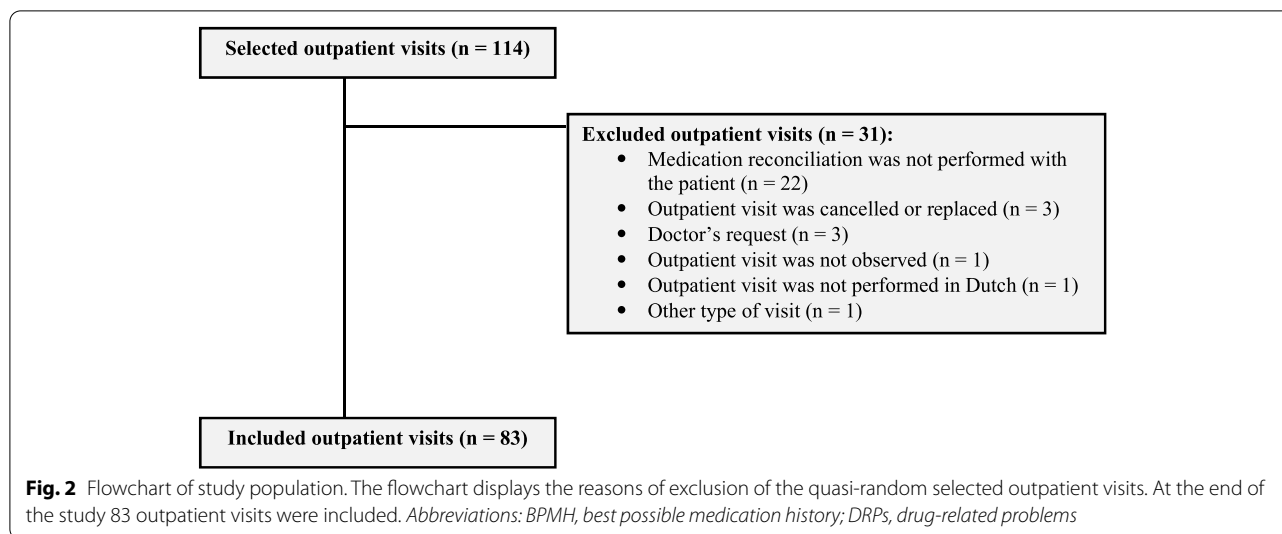 Selected outpatient visits (n = 114)
Excluded outpatient visits (n = 31):
• Medication reconciliation was not performed with
the patient (n = 22)
• Outpatient visit was cancelled or replaced (n = 3)
• Doctor's request (n = 3)
• Outpatient visit was not observed (n = 1)
• Outpatient visit was not performed in Dutch (n = 1)
• Other type of visit (n = 1)
Included outpatient visits (n = 83)
Fig. 2 Flowchart of study population. The flowchart displays the reasons of exclusion of the quasi-random selected outpatient visits. At the end of
the study 83 outpatient visits were included. Abbreviations: BPMH, best possible medication history; DRPs, drug-related problems